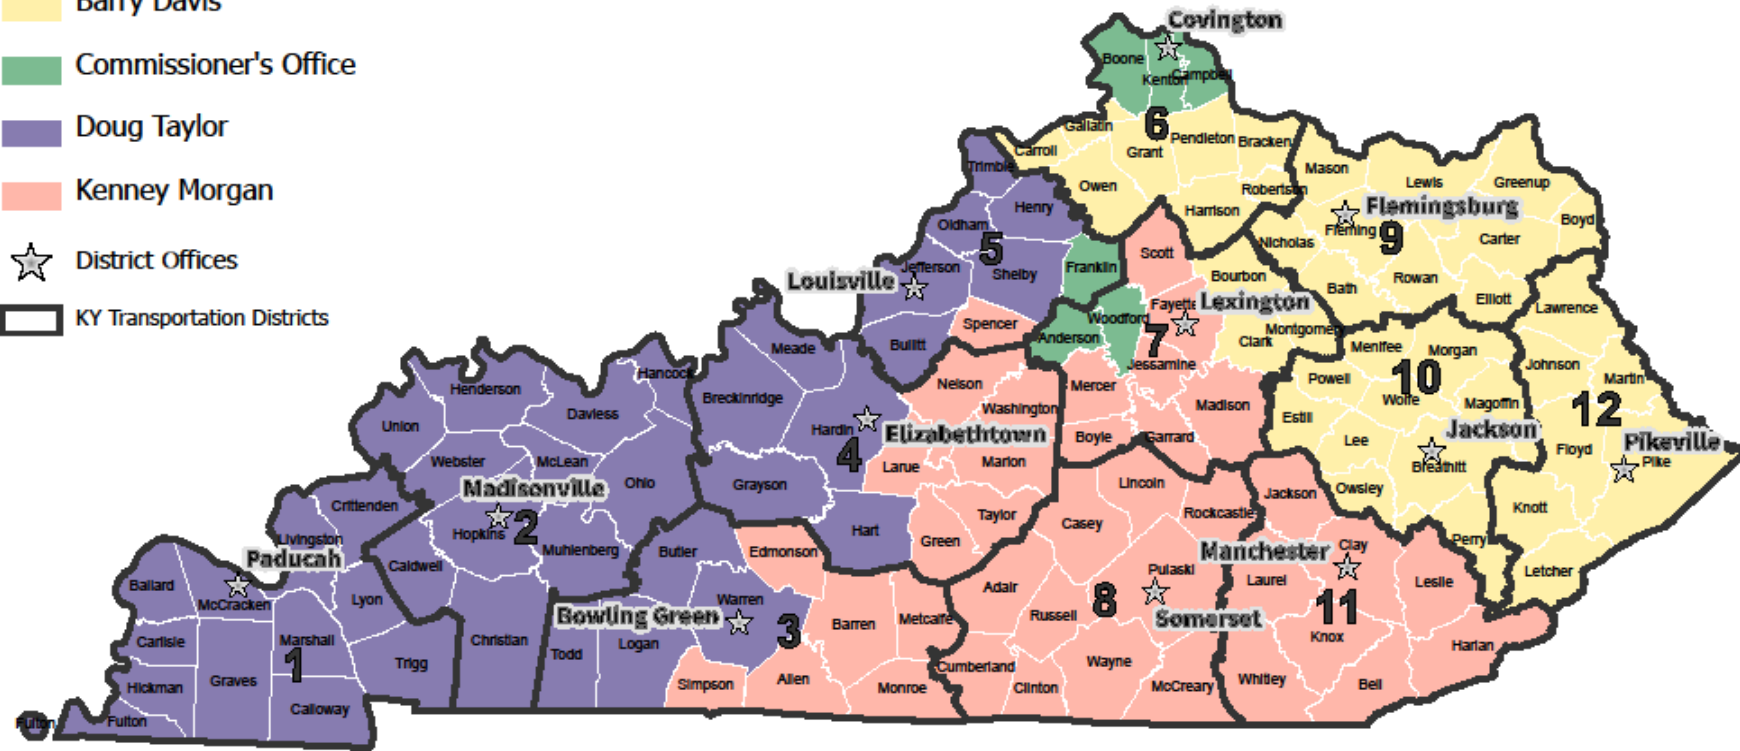 Barry Davis
Commissioner's Office
Doug Taylor
Kenney Morgan
District Offices
KY Transportation Districts
Covington
Boone
Kenton
Campbell
6
Gallatin
Carroll
Grant
Pendleton
Bracken
Owen
Robertson
Harrison
Mason
Lewis
Greenup
Flemingsburg
Fleming
9
Boyd
Nicholas
Carter
Rowan
Bath
Elliott
Trimble
Henry
Oldham
5
Jefferson
Shelby
Louisville
Spencer
Bullitt
Franklin
Scott
Bourbon
Fayette
Lexington
Woodford
Anderson
7
Clark
Montgomery
Jessamine
Mercer
Madison
Boyle
Garrard
Lawrence
Menifee
Morgan
Johnson
Martin
Powell
10
Wolfe
Magoffin
12
Estill
Lee
Jackson
Breathitt
Floyd
Pikeville
Pike
Owsley
Knott
Perry
Letcher
Meade
Hancock
Breckinridge
Henderson
Daviess
Union
Hardin
4
Elizabethtown
Nelson
Washington
Larue
Marion
Webster
McLean
Ohio
Grayson
Madisonville
Hopkins
2
Muhlenberg
Hart
Green
Taylor
Crittenden
Livingston
Caldwell
Butler
Edmonson
Paducah
Ballard
McCracken
Lyon
Carlisle
Marshall
1
Christian
Trigg
Hickman
Graves
Calloway
Fulton
Fulton
Bowling Green
Warren
3
Todd
Logan
Simpson
Allen
Barren
Metcalfe
Monroe
Lincoln
Casey
Rockcastle
Adair
Pulaski
Russell
8
Somerset
Cumberland
Clinton
Wayne
McCreary
Jackson
Manchester
Clay
Laurel
Leslie
11
Knox
Harlan
Whitley
Bell